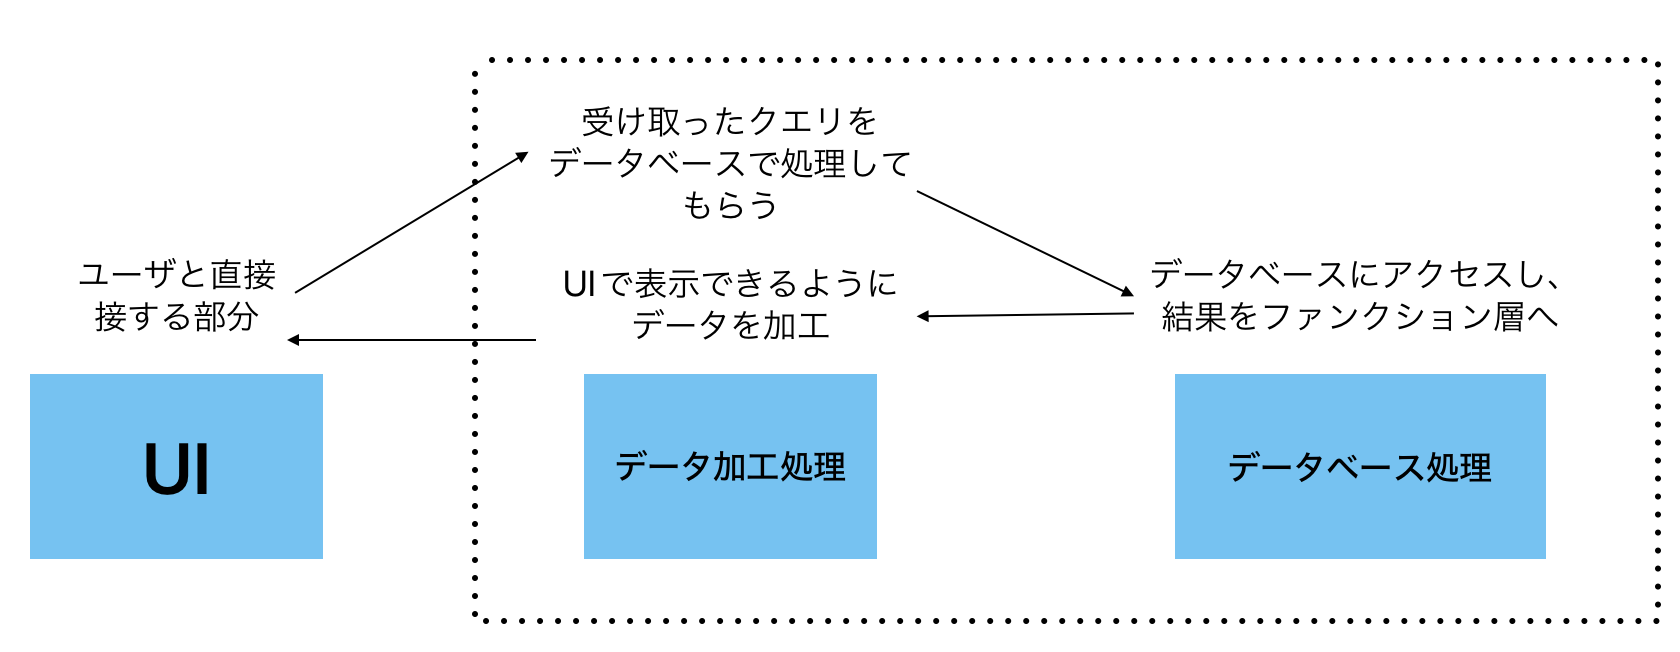 受け取ったクエリを
データベースで処理して
もらう
ユーザと直接
接する部分
UIで表示できるように
データを加工
データベースにアクセスし、
結果をファンクション層へ
UI
データ加工処理
データベース処理